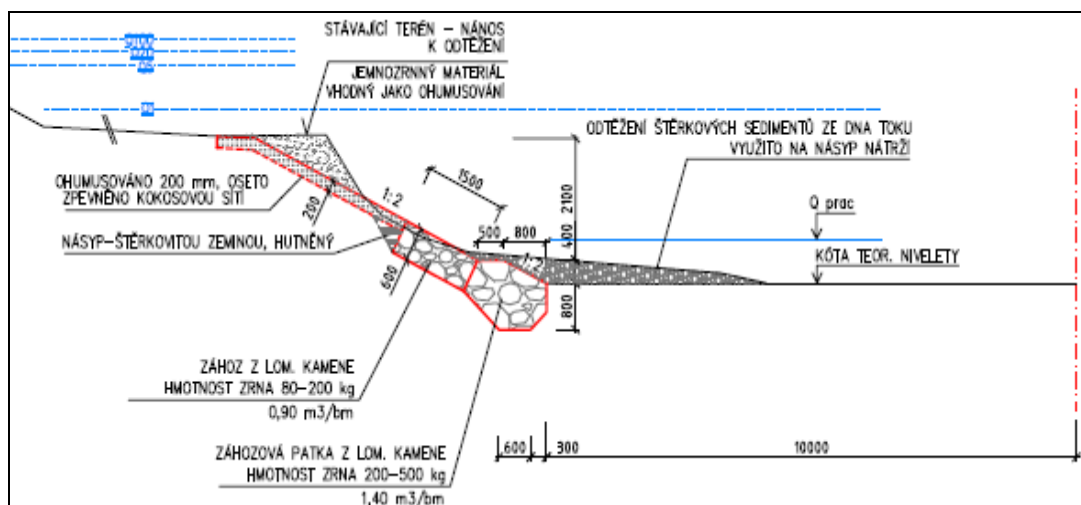 STÁVAJÍCÍ TERÉN – NÁNOS
K ODTĚŽENÍ
JEMNOZRNNÝ MATERIÁL
VHODNÝ JAKO OHUMUSOVÁNÍ
ODTĚŽENÍ ŠTĚRKOVÝCH SEDIMENTŮ ZE DNA TOKU
VYUŽITO NA NÁSYP NÁTRŽÍ
OHUMUSOVÁNO 200 mm, OSETO
ZPEVNĚNO KOKOSOVOU SÍTÍ
200
1:2
1500
2100
Q prac
NÁSYP-ŠTĚRKOVITOU ZEMINOU, HUTNĚNÝ
500
800
400
1:2
KÓTA TEOR. NIVELETY
600
800
ZÁHOZ Z LOM. KAMENE
HMOTNOST ZRNA 80–200 kg
0,90 m3/bm
ZÁHOZOVÁ PATKA Z LOM. KAMENE
HMOTNOST ZRNA 200–500 kg
1,40 m3/bm
600
300
10000